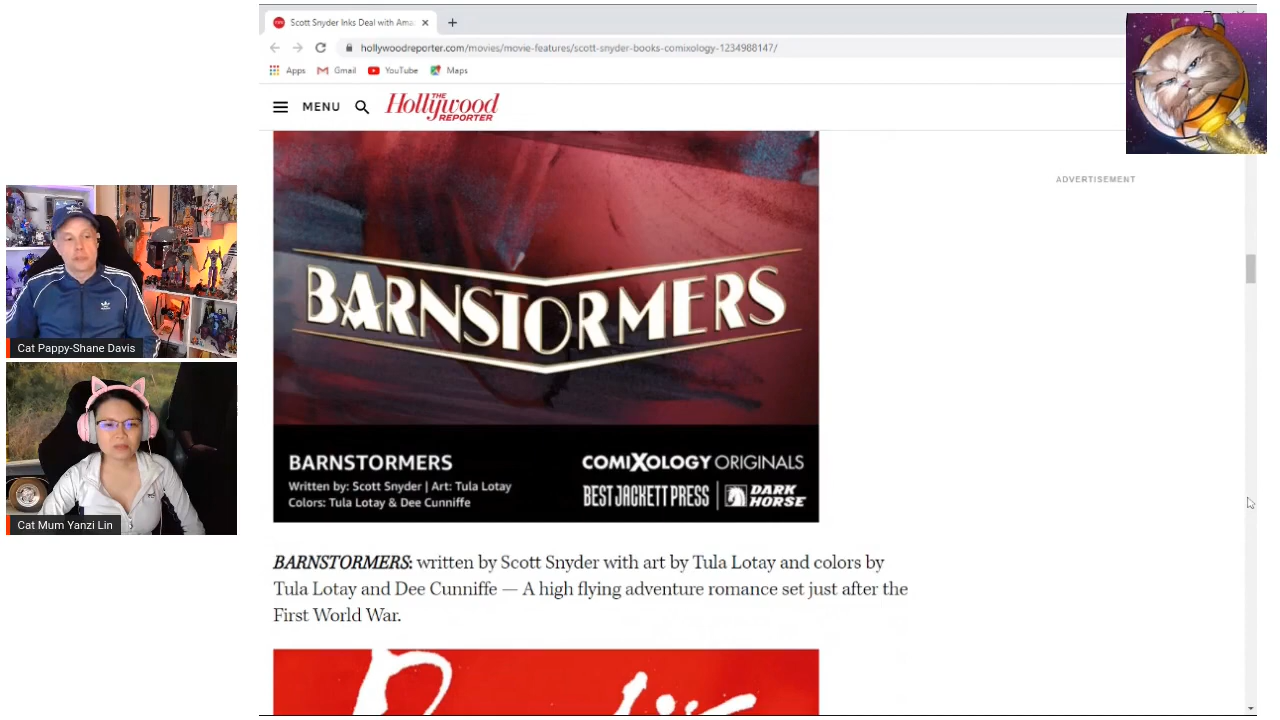 Scott Snyder Inks Deal with Ama
hollywoodreporter.com/movies/movie-features/scott-snyder-books-comixology-1234988147/
Apps Gmail YouTube Maps
MENU THE Hollywood REPORTER
ADVERTISEMENT
BARNSTORMERS
BARNSTORMERS
Written by: Scott Snyder | Art: Tula Lotay
Colors: Tula Lotay & Dee Cunniffe
COMIXOLOGY ORIGINALS
BEST JACKETT PRESS | DARK HORSE
BARNSTORMERS: written by Scott Snyder with art by Tula Lotay and colors by
Tula Lotay and Dee Cunniffe — A high flying adventure romance set just after the
First World War.
Cat Pappy-Shane Davis
Cat Mum Yanzi Lin